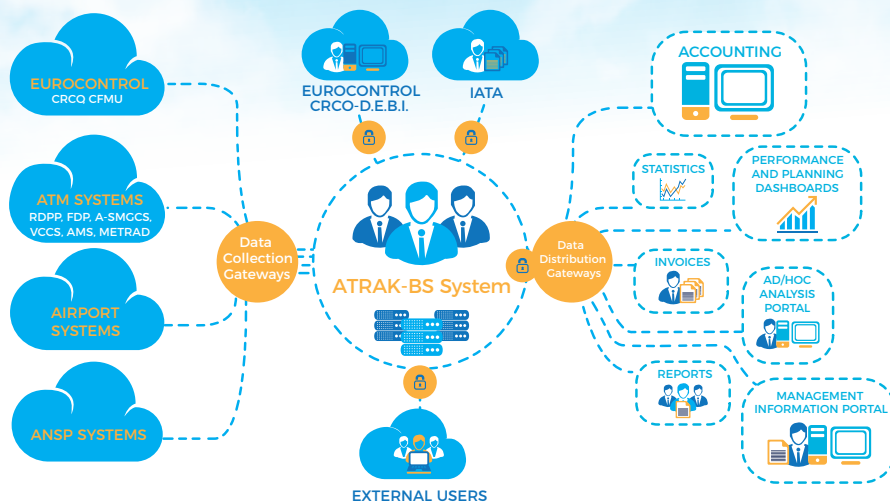 EUROCONTROL
CRCO CFMU
ATM SYSTEMS
RDPP, FDP, A-SMGCS,
VCCS, AMS, METRAD
AIRPORT
SYSTEMS
ANSP SYSTEMS
Data
Collection
Gateways
EUROCONTROL
CRCO-D.E.B.I.
IATA
ATRAK-BS System
EXTERNAL USERS
Data
Distribution
Gateways
ACCOUNTING
STATISTICS
PERFORMANCE
AND PLANNING
DASHBOARDS
INVOICES
AD/HOC
ANALYSIS
PORTAL
REPORTS
MANAGEMENT
INFORMATION PORTAL